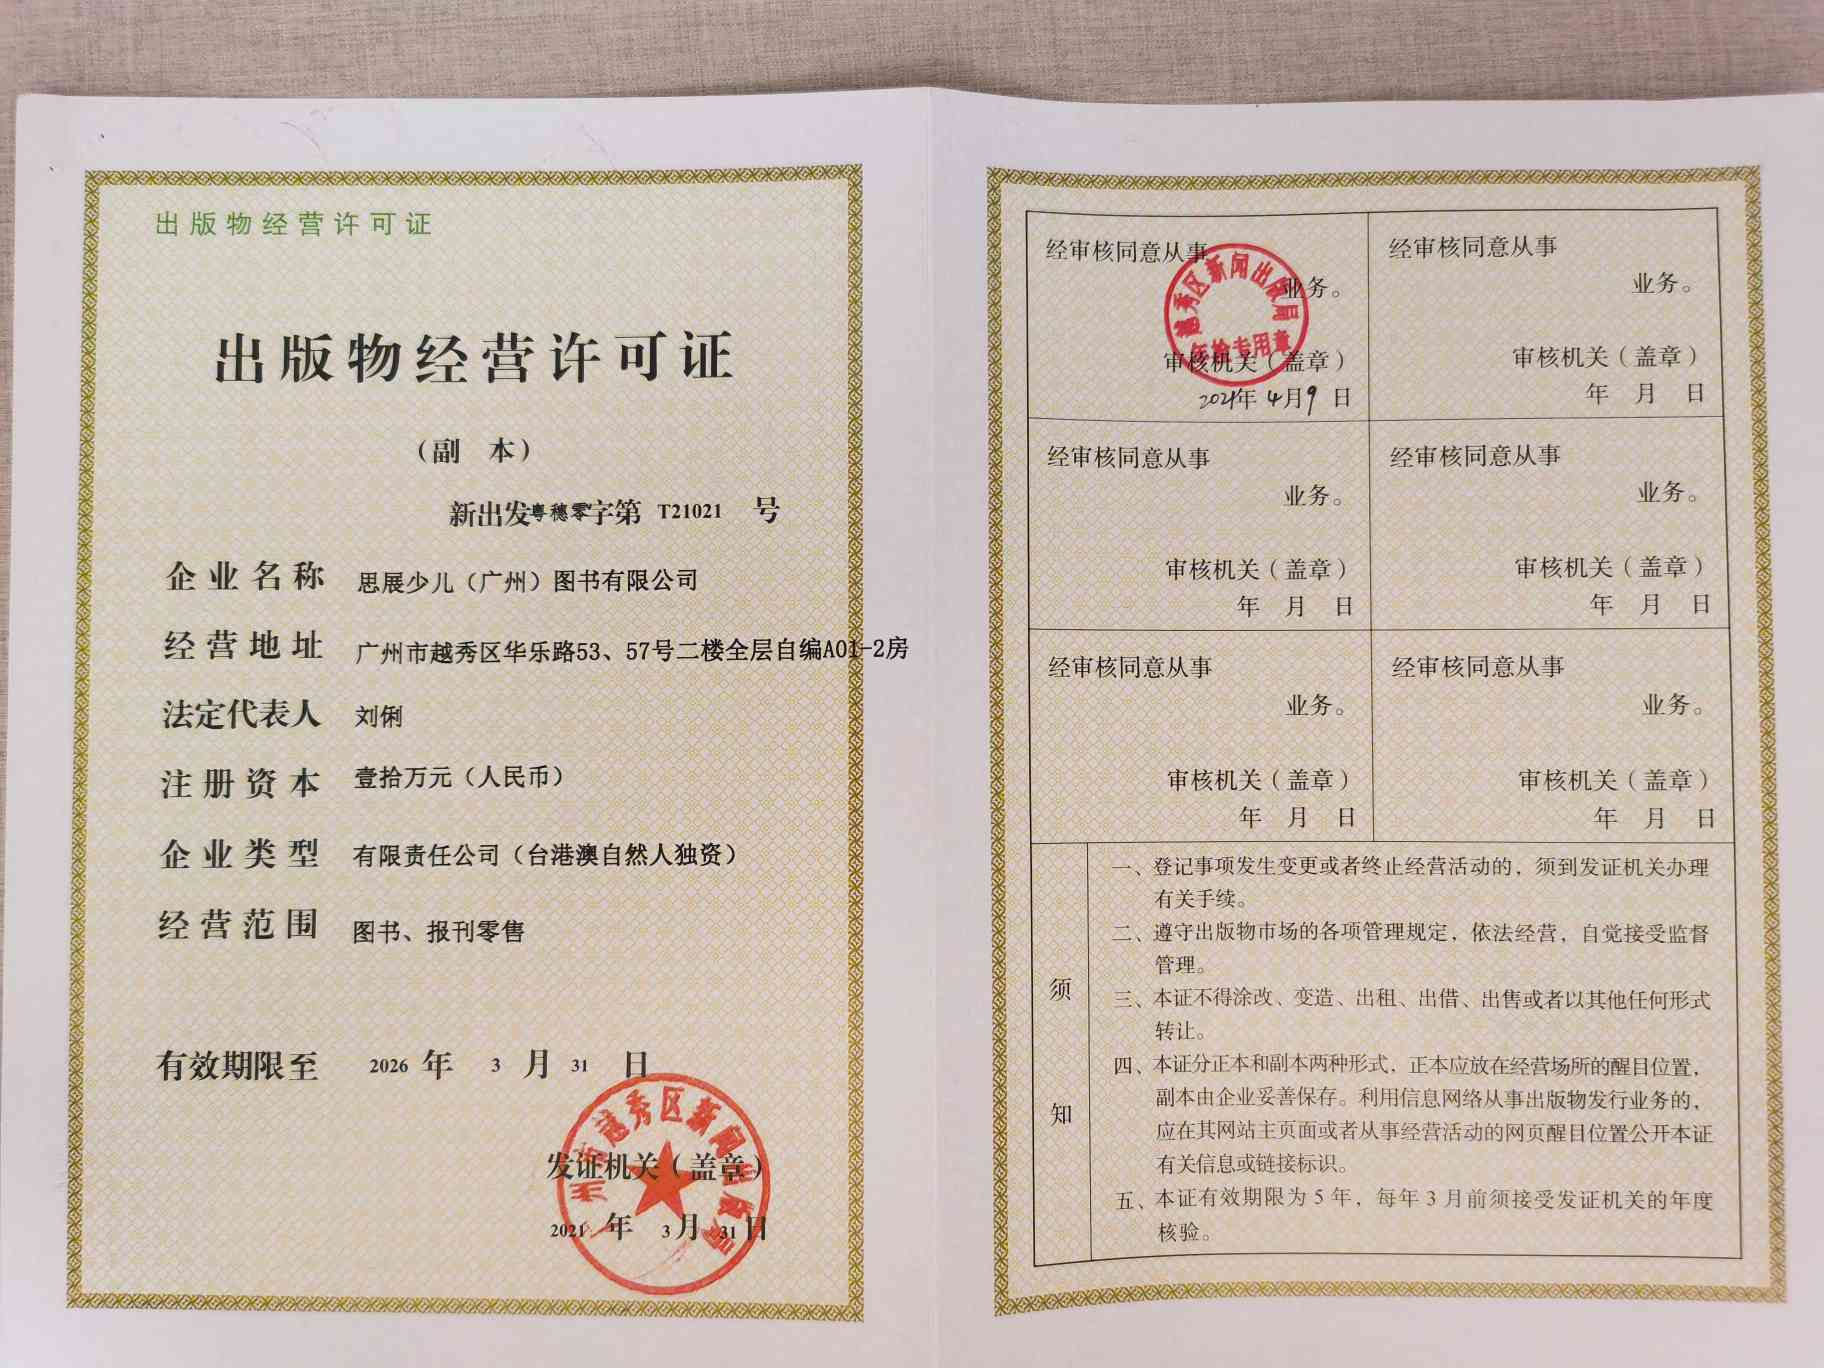 出版物经营许可证
出版物经营许可证
（副 本）
新出发粤穗零字第 T21021 号
企业名称 思展少儿（广州）图书有限公司
经营地址 广州市越秀区华乐路53、57号二楼全层自编A01-2房
法定代表人 刘俐
注册资本 壹拾万元（人民币）
企业类型 有限责任公司（台港澳自然人独资）
经营范围 图书、报刊零售
有效期限至 2026 年 3 月 31 日
发证机关（盖章）
2021 年 3 月 31 日
经审核同意从事
业务。
越秀区新闻出版局
年检专用章
审核机关（盖章）
2021年 4月9 日
经审核同意从事
业务。
审核机关（盖章）
年 月 日
经审核同意从事
业务。
审核机关（盖章）
年 月 日
经审核同意从事
业务。
审核机关（盖章）
年 月 日
经审核同意从事
业务。
审核机关（盖章）
年 月 日
经审核同意从事
业务。
审核机关（盖章）
年 月 日
须
知
一、登记事项发生变更或者终止经营活动的，须到发证机关办理
有关手续。
二、遵守出版物市场的各项管理规定，依法经营，自觉接受监督
管理。
三、本证不得涂改、变造、出租、出借、出售或者以其他任何形式
转让。
四、本证分正本和副本两种形式，正本应放在经营场所的醒目位置，
副本由企业妥善保存。利用信息网络从事出版物发行业务的，
应在其网站主页面或者从事经营活动的网页醒目位置公开本证
有关信息或链接标识。
五、本证有效期限为 5 年，每年 3 月前须接受发证机关的年度
核验。